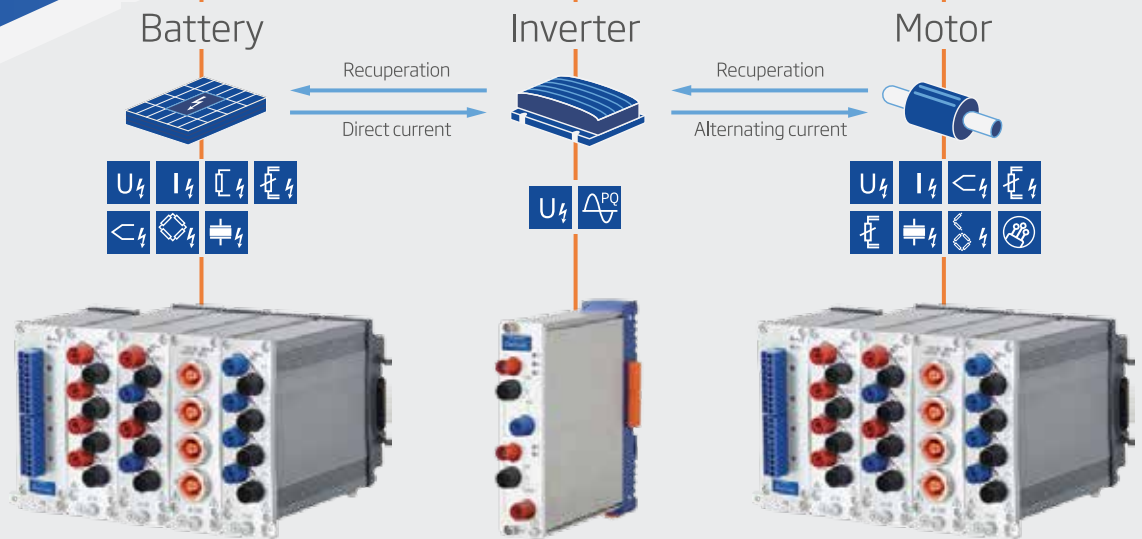 Battery
Inverter
Motor
Recuperation
Recuperation
Direct current
Alternating current
U
I
U
PQ
U
I